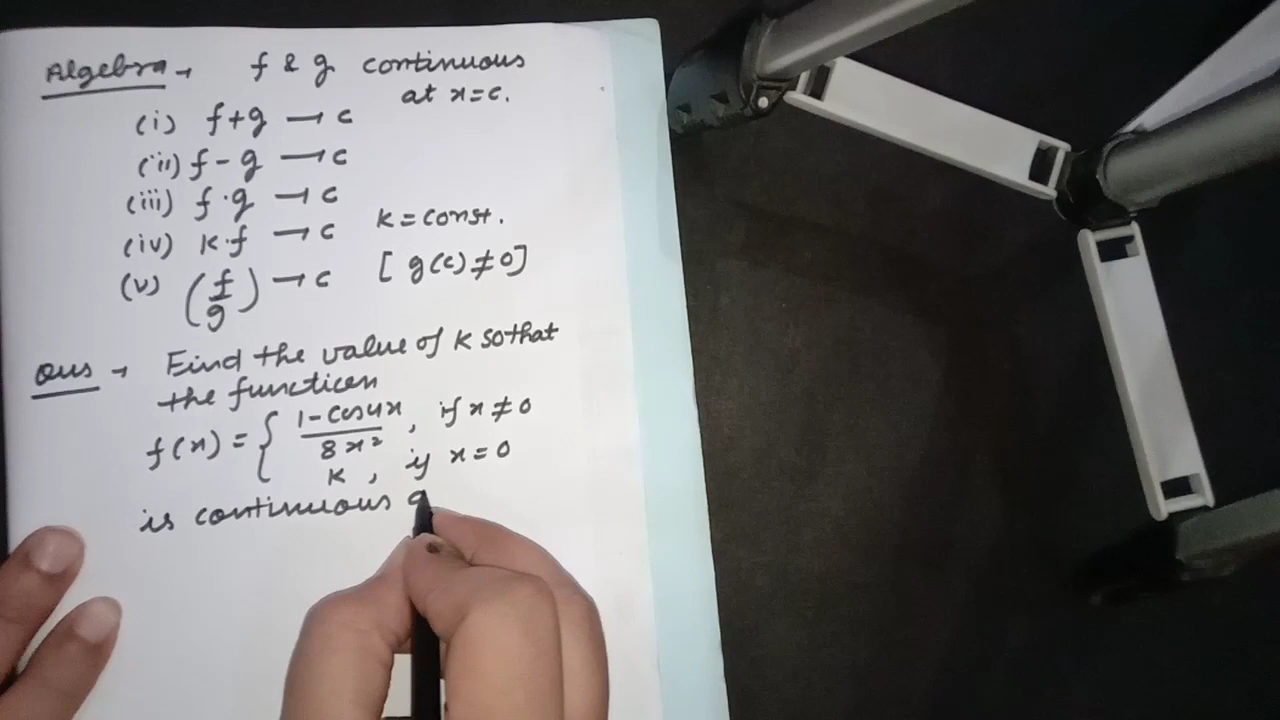 Algebra → f & g continuous
at x=c.
(i) f+g → c
(ii) f - g → c
(iii) f·g → c
(iv) k·f → c k = const.
(v) (f/g) → c [ g(c) ≠ 0]
Ques → Find the value of k so that
the function
f(x) = { 1 - cos4x / 8x² , if x ≠ 0
k , if x = 0
is continuous a